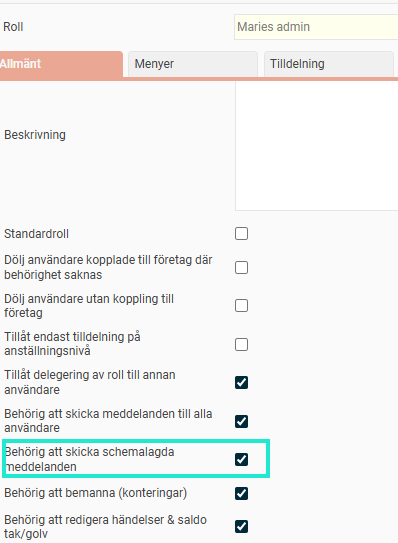 Roll
Maries admin
Allmänt
Menyer
Tilldelning
Beskrivning
Standardroll
Dölj användare kopplade till företag där
behörighet saknas
Dölj användare utan koppling till
företag
Tillåt endast tilldelning på
anställningsnivå
Tillåt delegering av roll till annan
användare
Behörig att skicka meddelanden till alla
användare
Behörig att skicka schemalagda
meddelanden
Behörig att bemanna (konteringar)
Behörig att redigera händelser & saldo
tak/golv